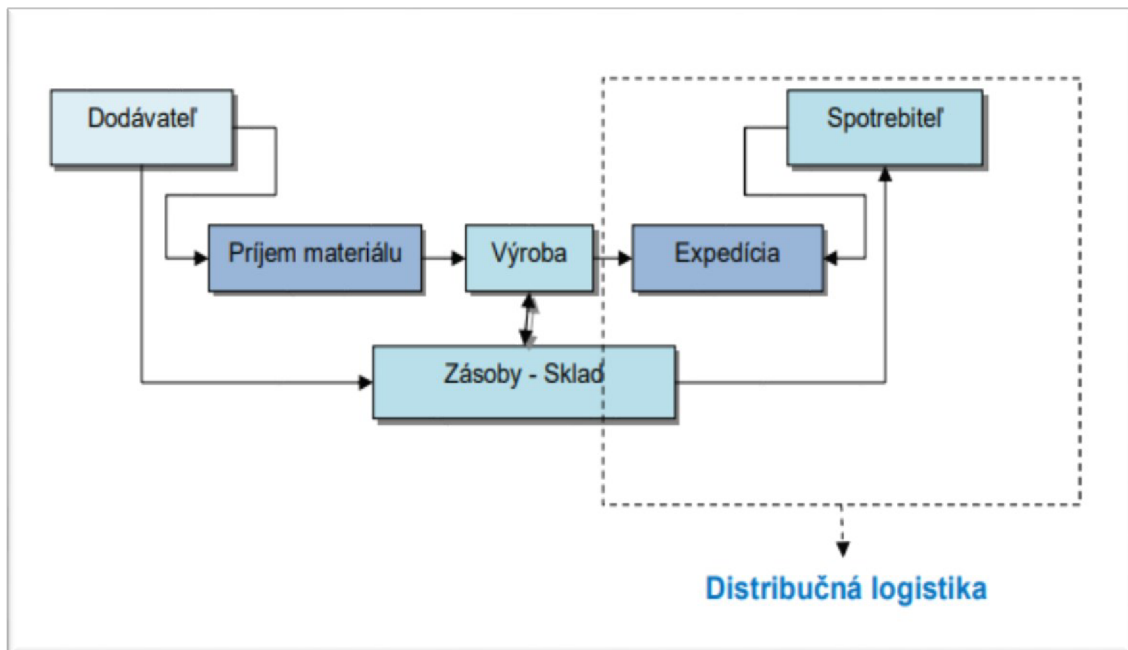 Dodávateľ
Spotrebiteľ
Príjem materiálu
Výroba
Expedícia
Zásoby - Sklad
Distribučná logistika